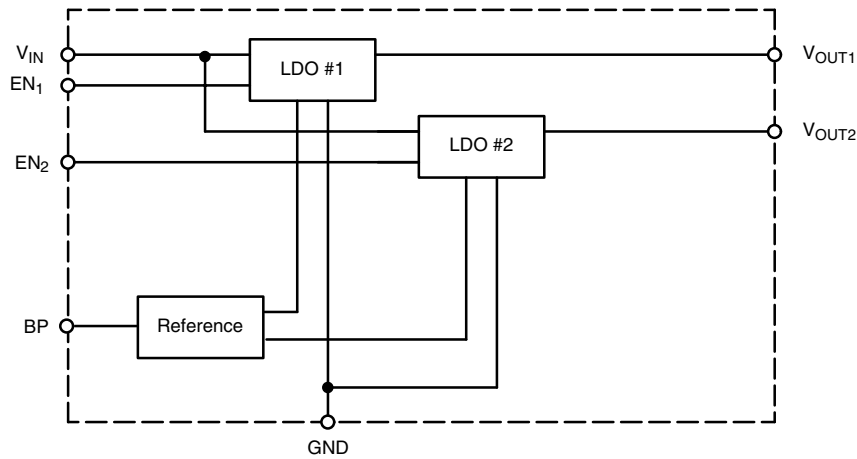 V_IN
LDO #1
V_OUT1
EN_1
LDO #2
V_OUT2
EN_2
BP
Reference
GND